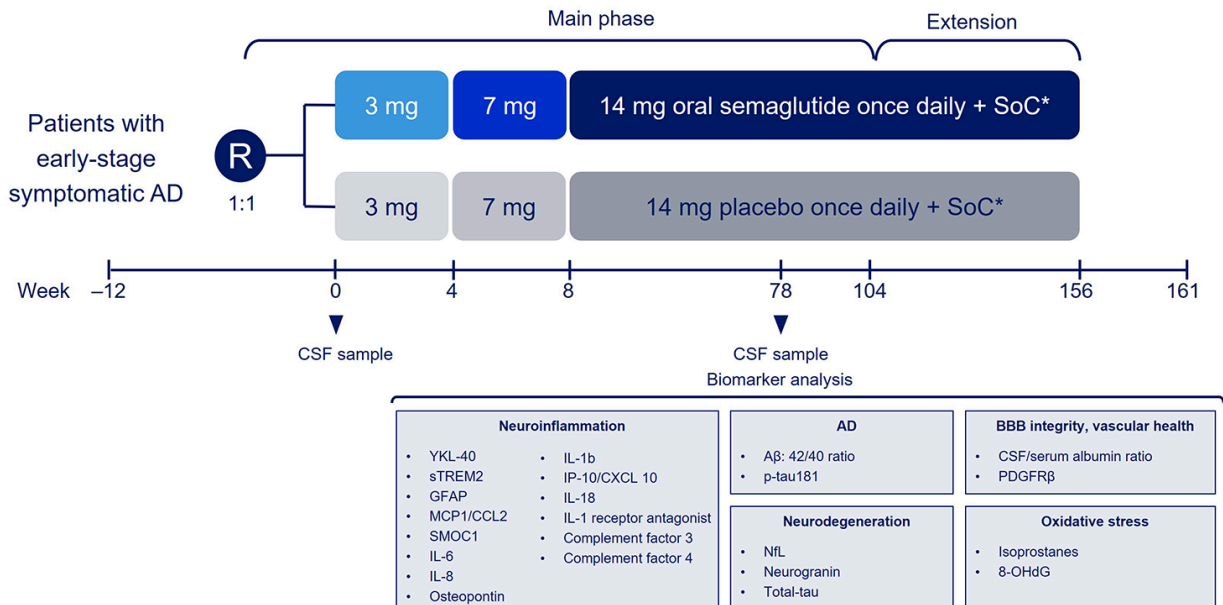 Main phase
Extension
Patients with
early-stage
symptomatic AD
R
1:1
3 mg
7 mg
14 mg oral semaglutide once daily + SoC*
3 mg
7 mg
14 mg placebo once daily + SoC*
Week
–12
0
4
8
78
104
156
161
CSF sample
CSF sample
Biomarker analysis
Neuroinflammation
• YKL-40
• sTREM2
• GFAP
• MCP1/CCL2
• SMOC1
• IL-6
• IL-8
• Osteopontin
• IL-1b
• IP-10/CXCL 10
• IL-18
• IL-1 receptor antagonist
• Complement factor 3
• Complement factor 4
AD
• Aβ: 42/40 ratio
• p-tau181
BBB integrity, vascular health
• CSF/serum albumin ratio
• PDGFRβ
Neurodegeneration
• NfL
• Neurogranin
• Total-tau
Oxidative stress
• Isoprostanes
• 8-OHdG